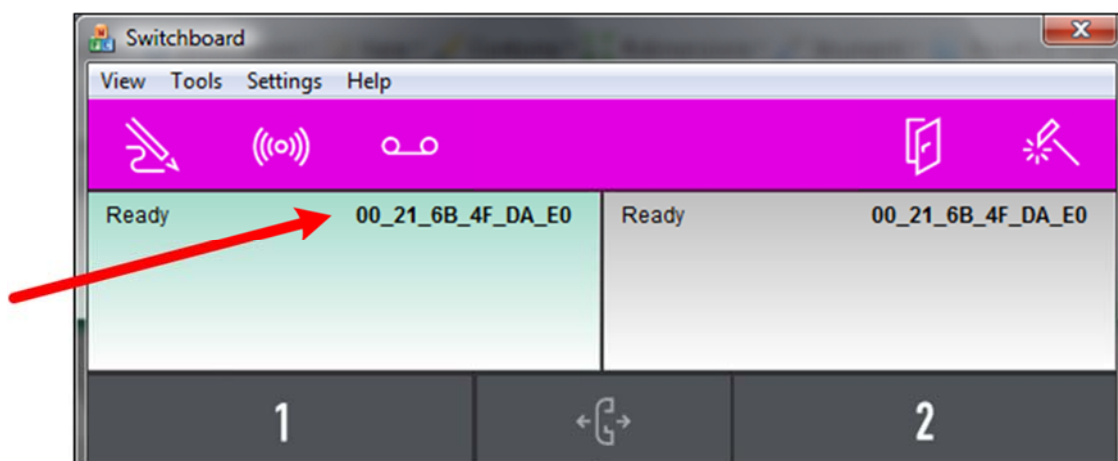 Switchboard
View Tools Settings Help
Ready 00_21_6B_4F_DA_E0 Ready 00_21_6B_4F_DA_E0
1 2